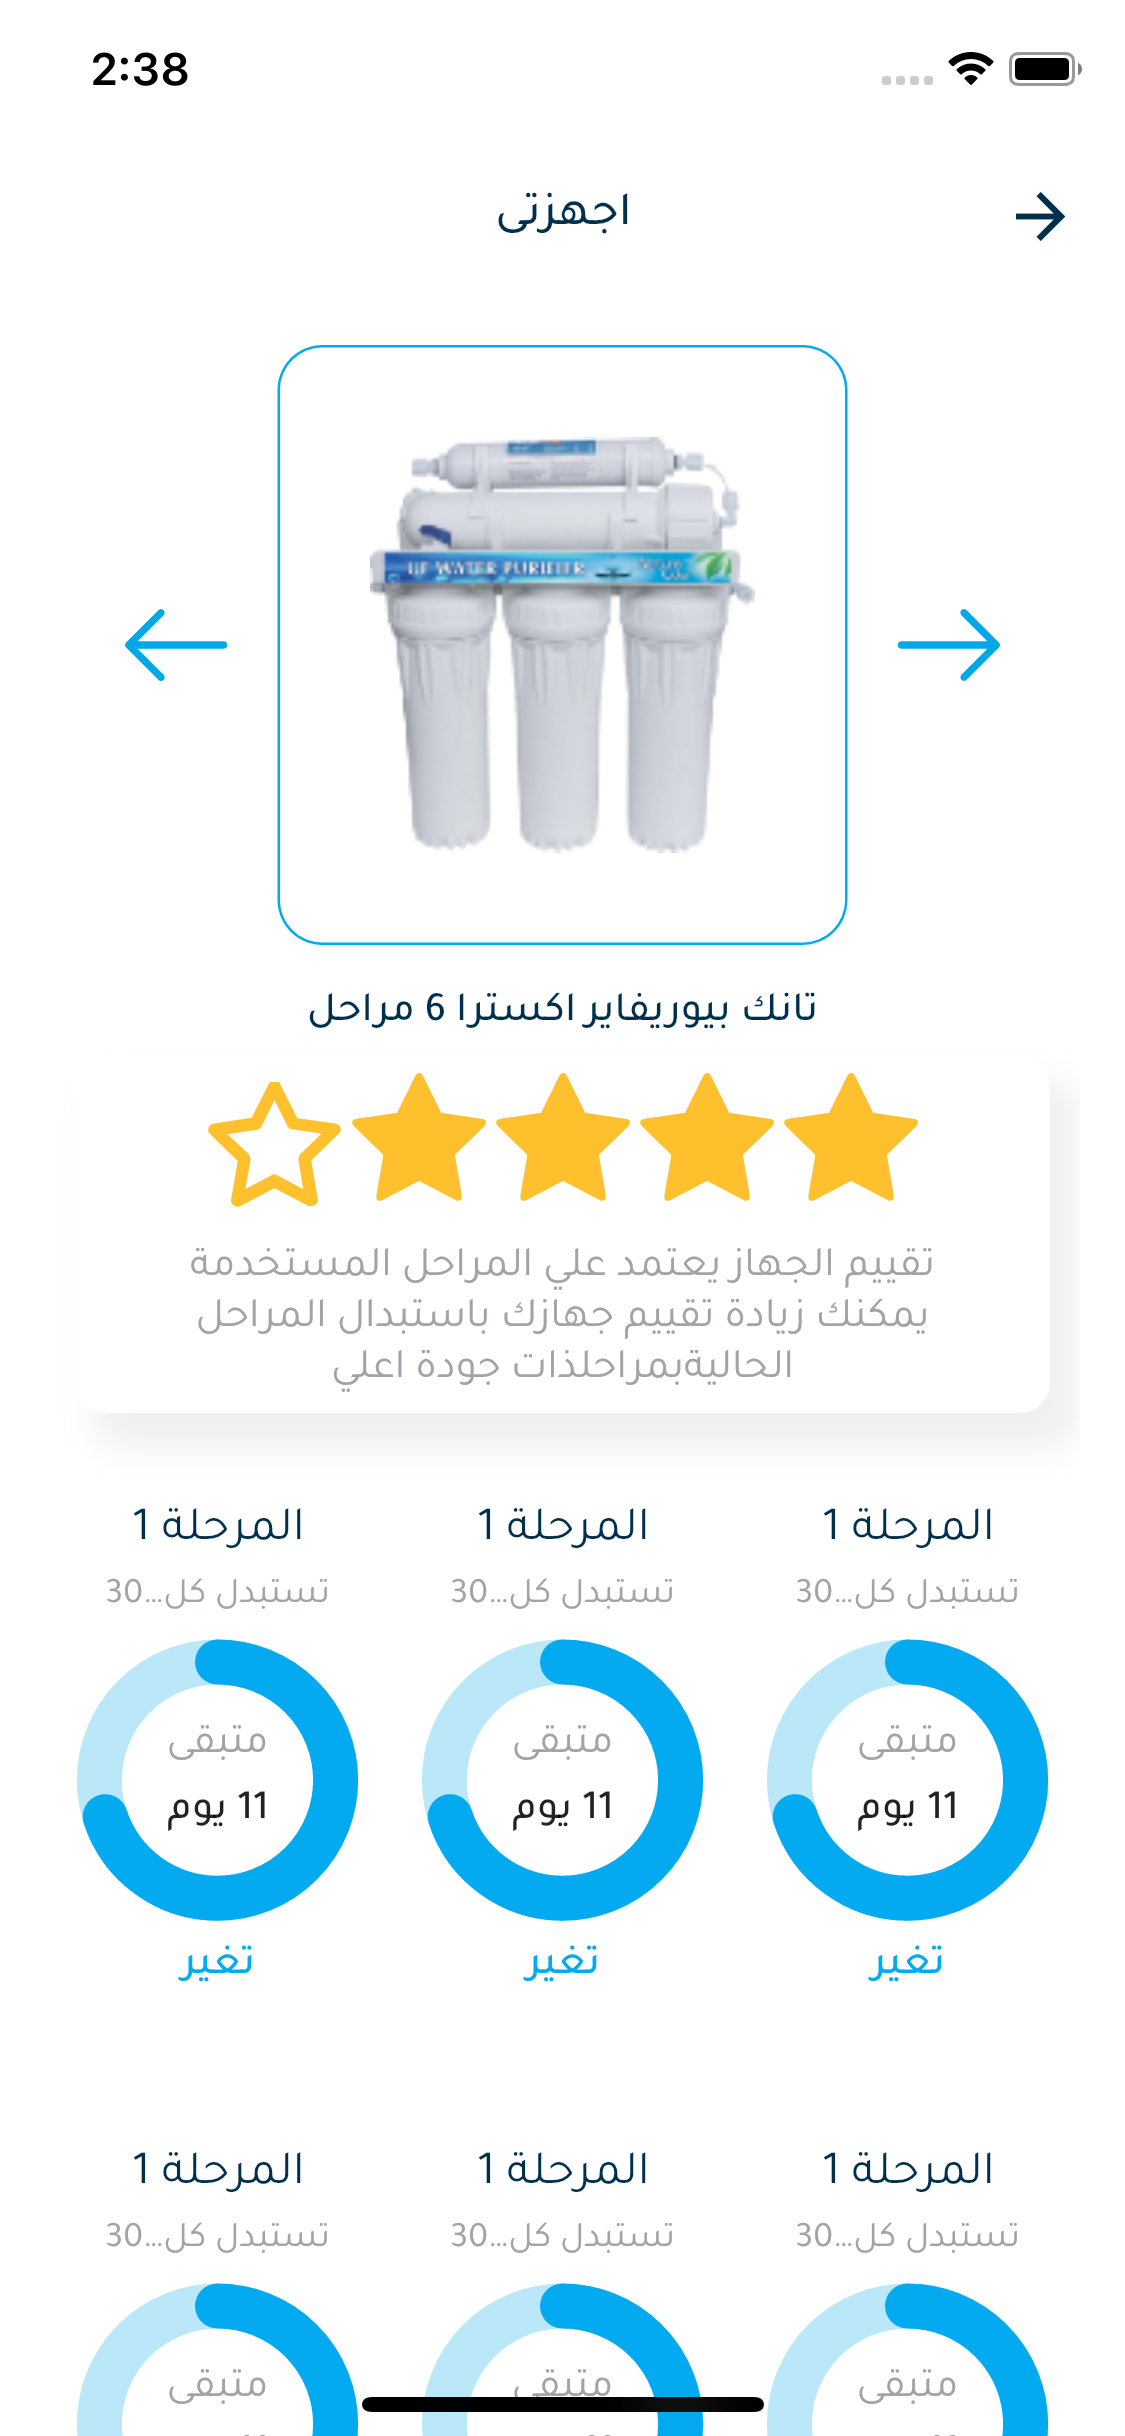 2:38
اجهزتى
UF WATER PURIFIER
تانك بيوريفاير اكسترا 6 مراحل
تقييم الجهاز يعتمد علي المراحل المستخدمة
يمكنك زيادة تقييم جهازك باستبدال المراحل
الحاليةبمراحلذات جودة اعلي
المرحلة 1
المرحلة 1
المرحلة 1
تستبدل كل...30
تستبدل كل...30
تستبدل كل...30
متبقى
متبقى
متبقى
11 يوم
11 يوم
11 يوم
تغير
تغير
تغير
المرحلة 1
المرحلة 1
المرحلة 1
تستبدل كل...30
تستبدل كل...30
تستبدل كل...30
متبقى
متبقى
متبقى